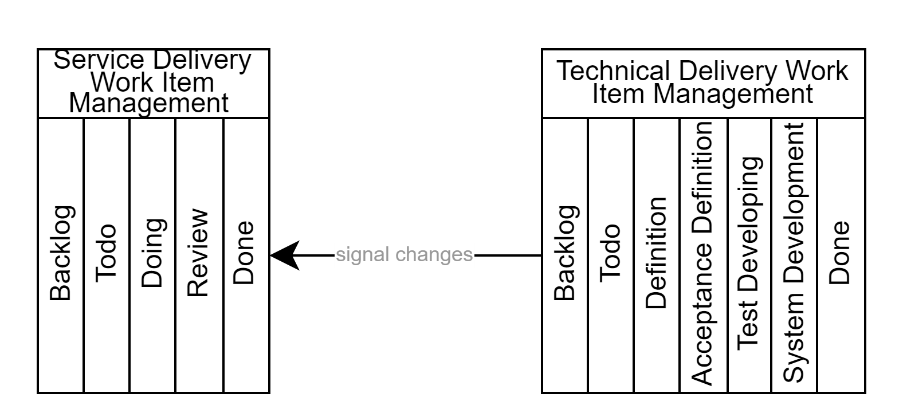 Service Delivery
Work Item
Management
Backlog
Todo
Doing
Review
Done
signal changes
Technical Delivery Work
Item Management
Backlog
Todo
Definition
Acceptance Definition
Test Developing
System Development
Done